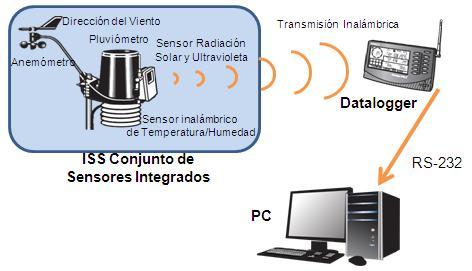 Dirección del Viento
Pluviómetro
Anemómetro
Sensor Radiación
Solar y Ultravioleta
Sensor inalámbrico
de Temperatura/Humedad
ISS Conjunto de
Sensores Integrados
Transmisión Inalámbrica
Datalogger
RS-232
PC